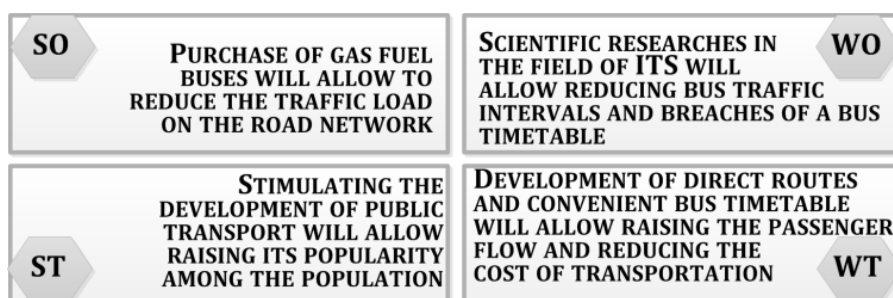 SO
PURCHASE OF GAS FUEL
BUSES WILL ALLOW TO
REDUCE THE TRAFFIC LOAD
ON THE ROAD NETWORK
SCIENTIFIC RESEARCHES IN
THE FIELD OF ITS WILL
ALLOW REDUCING BUS TRAFFIC
INTERVALS AND BREACHES OF A BUS
TIMETABLE
WO
STIMULATING THE
DEVELOPMENT OF PUBLIC
TRANSPORT WILL ALLOW
RAISING ITS POPULARITY
AMONG THE POPULATION
ST
DEVELOPMENT OF DIRECT ROUTES
AND CONVENIENT BUS TIMETABLE
WILL ALLOW RAISING THE PASSENGER
FLOW AND REDUCING THE
COST OF TRANSPORTATION
WT